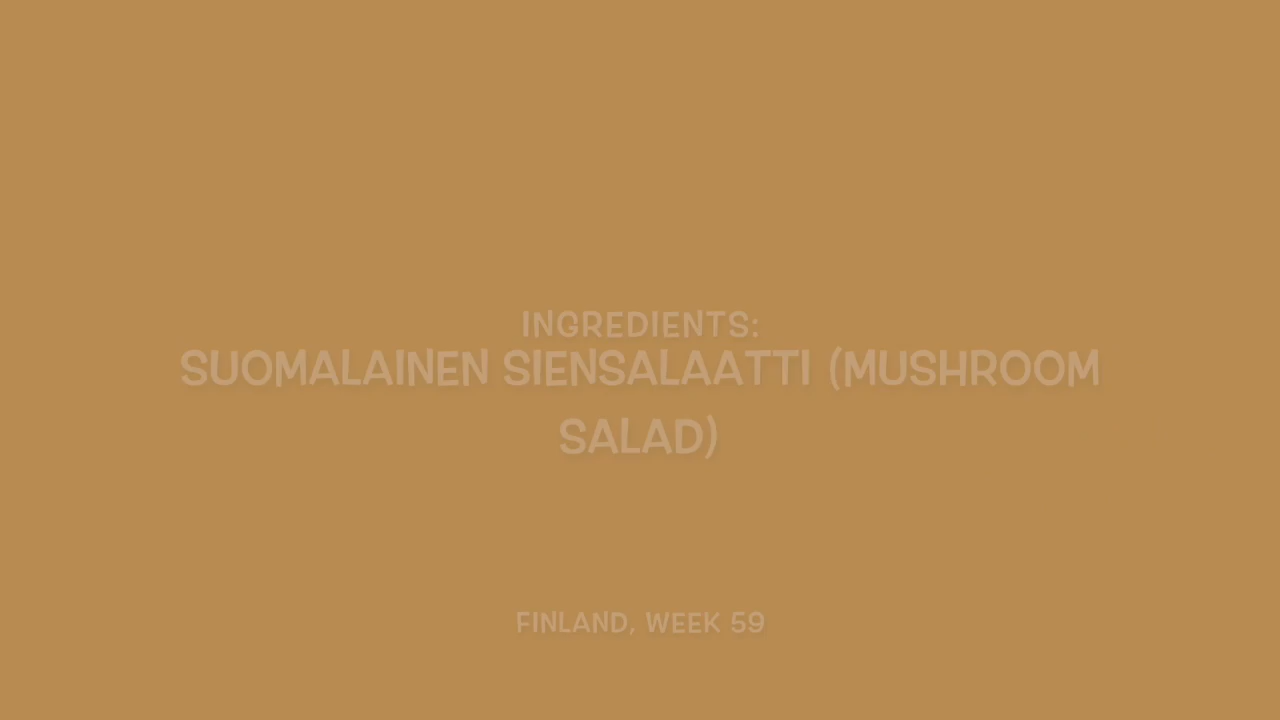 INGREDIENTS:
SUOMALAINEN SIENSALAATTI (MUSHROOM
SALAD)
FINLAND, WEEK 59